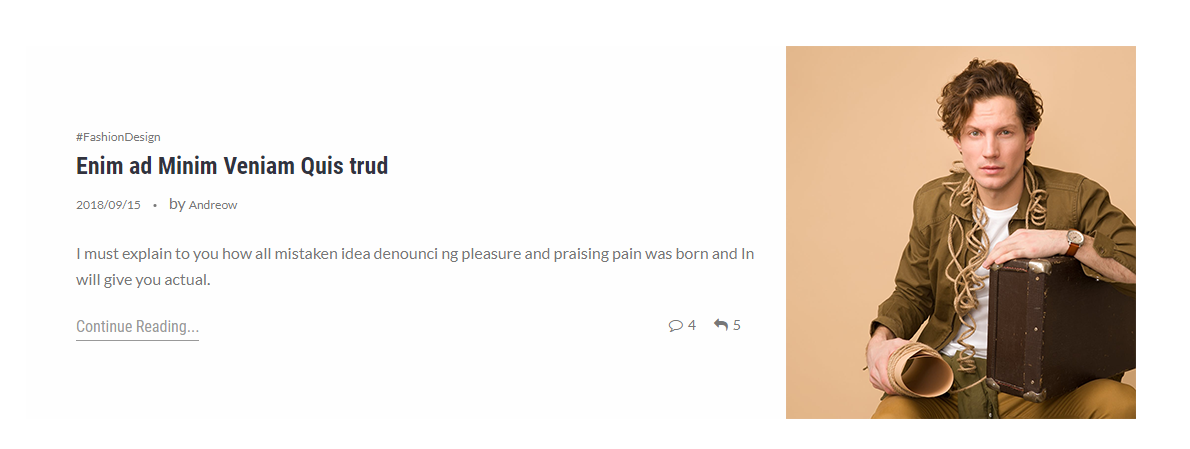 #FashionDesign
Enim ad Minim Veniam Quis trud
2018/09/15 • by Andreow
I must explain to you how all mistaken idea denounci ng pleasure and praising pain was born and In
will give you actual.
Continue Reading... 4 5